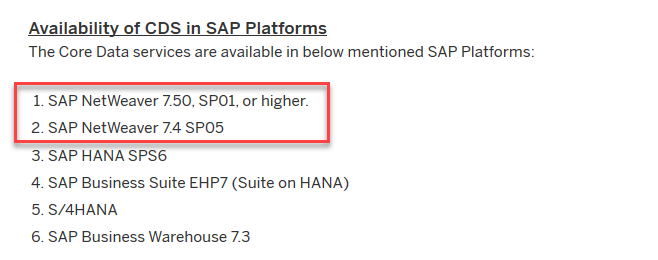 Availability of CDS in SAP Platforms
The Core Data services are available in below mentioned SAP Platforms:
1. SAP NetWeaver 7.50, SP01, or higher.
2. SAP NetWeaver 7.4 SP05
3. SAP HANA SPS6
4. SAP Business Suite EHP7 (Suite on HANA)
5. S/4HANA
6. SAP Business Warehouse 7.3